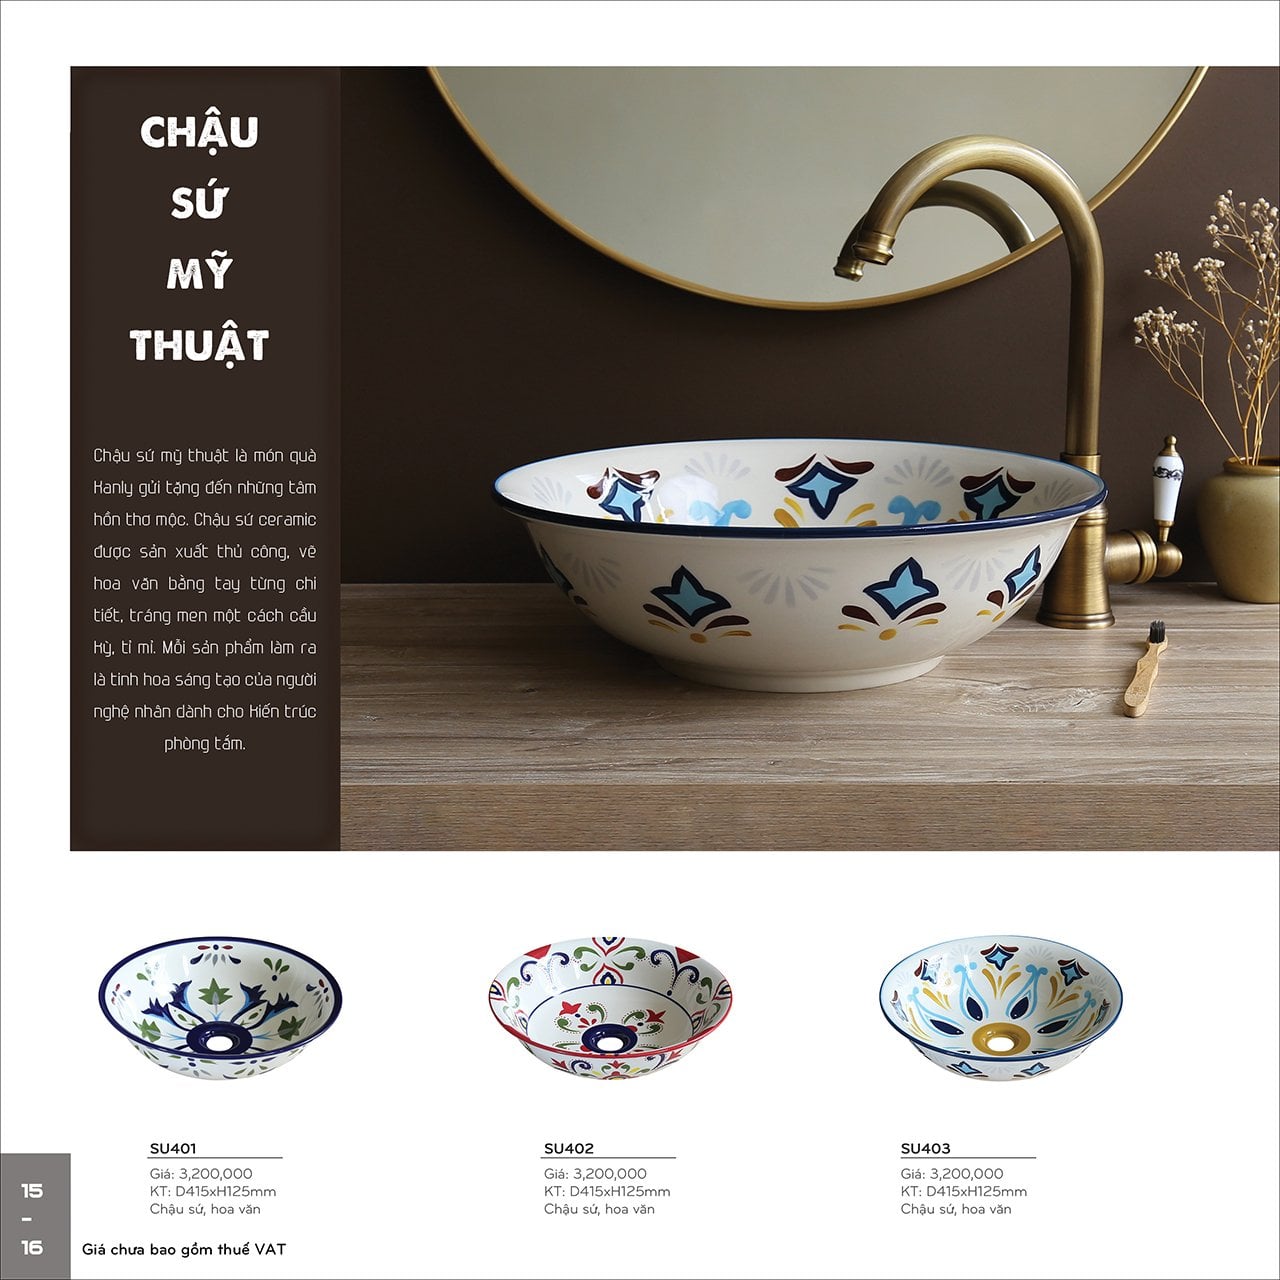 CHẬU
SỨ
MỸ
THUẬT
Chậu sứ mỹ thuật là món quà
Kanly gửi tặng đến những tâm
hồn thơ mộc. Chậu sứ ceramic
được sản xuất thủ công, vẽ
hoa văn bằng tay từng chi
tiết, tráng men một cách cầu
kỳ, tỉ mỉ. Mỗi sản phẩm làm ra
là tinh hoa sáng tạo của người
nghệ nhân dành cho kiến trúc
phòng tắm.
SU401
Giá: 3,200,000
KT: D415xH125mm
Chậu sứ, hoa văn
SU402
Giá: 3,200,000
KT: D415xH125mm
Chậu sứ, hoa văn
SU403
Giá: 3,200,000
KT: D415xH125mm
Chậu sứ, hoa văn
15
-
16
Giá chưa bao gồm thuế VAT